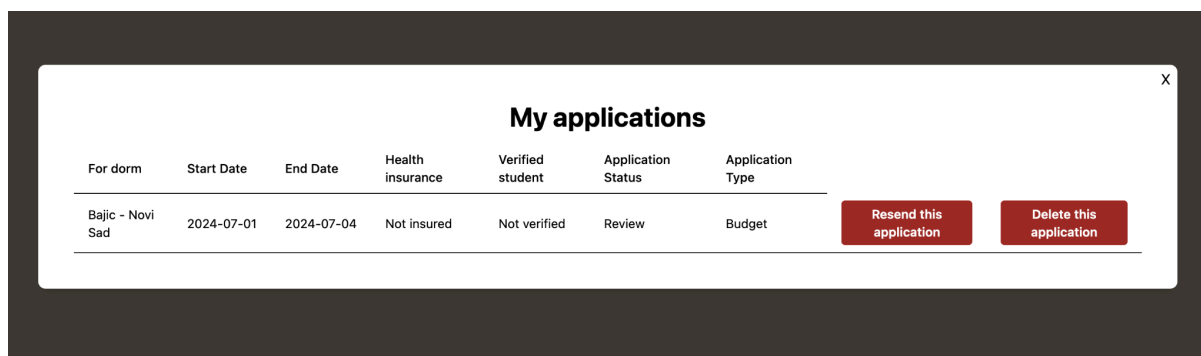 X
My applications
For dorm Start Date End Date Health insurance Verified student Application Status Application Type
Bajic - Novi Sad 2024-07-01 2024-07-04 Not insured Not verified Review Budget Resend this application Delete this application